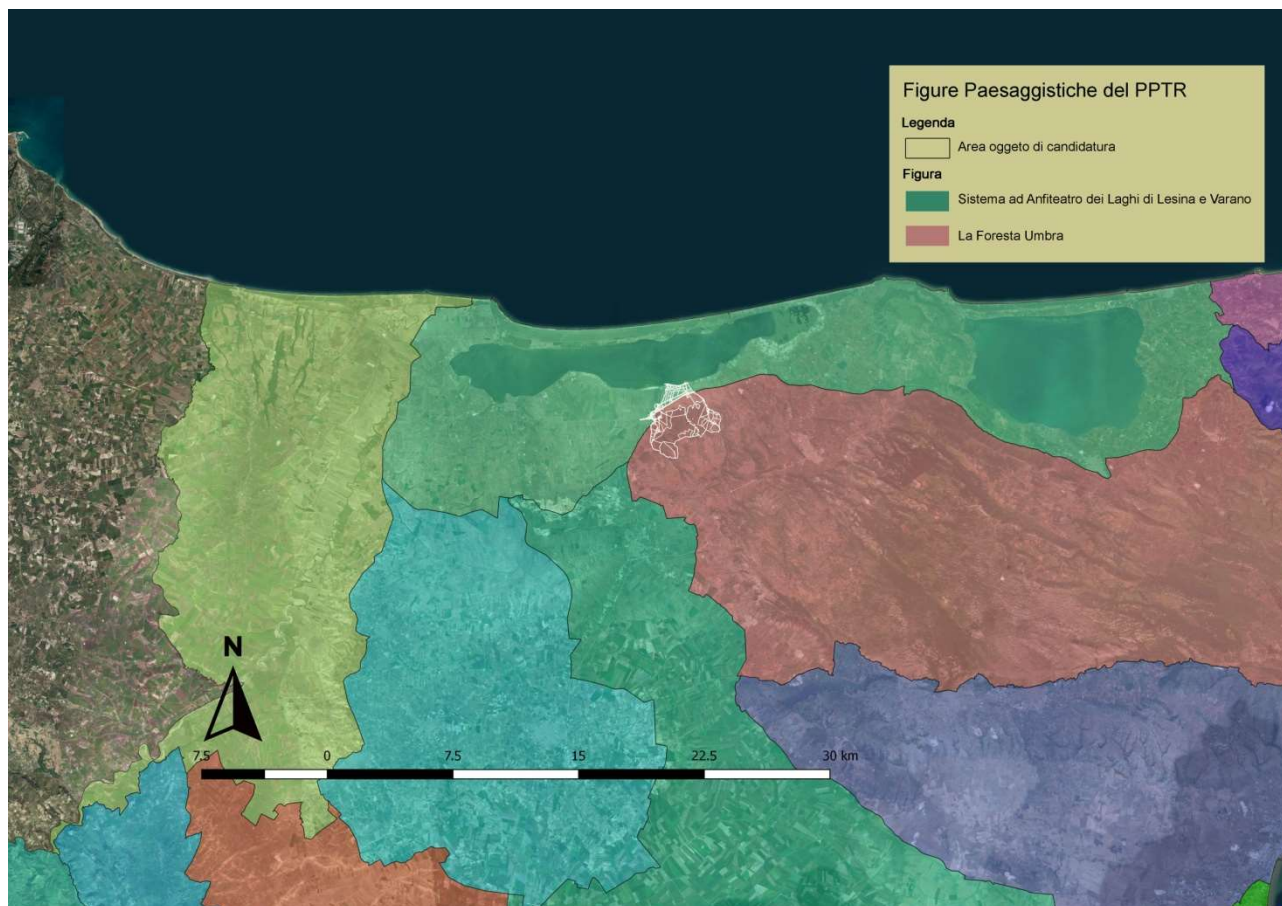 Figure Paesaggistiche del PPTR
Legenda
Area oggeto di candidatura
Figura
Sistema ad Anfiteatro dei Laghi di Lesina e Varano
La Foresta Umbra
N
7.5 0 7.5 15 22.5 30 km